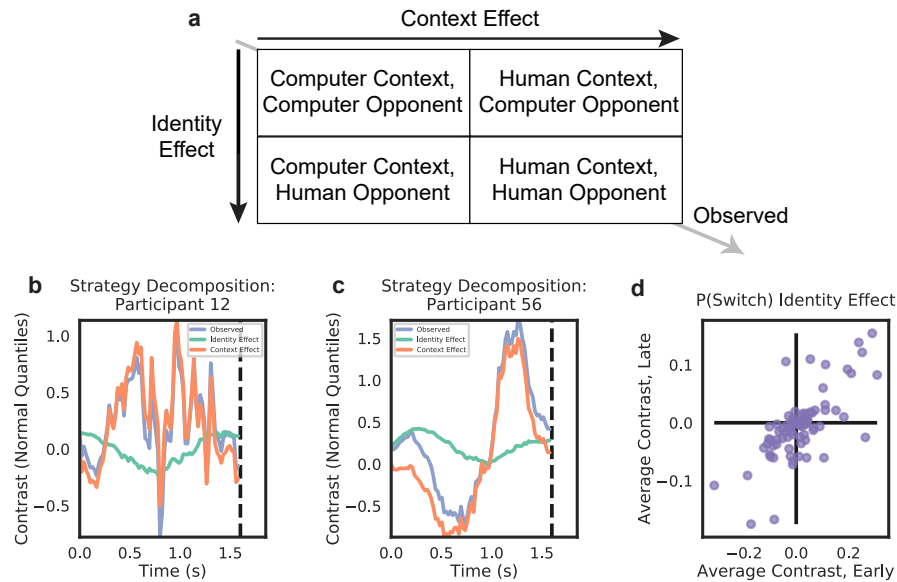 a
Context Effect
Identity
Effect
Computer Context,
Computer Opponent
Human Context,
Computer Opponent
Computer Context,
Human Opponent
Human Context,
Human Opponent
Observed
b
Strategy Decomposition:
Participant 12
Contrast (Normal Quantiles)
1.0
0.5
0.0
−0.5
Observed
Identity Effect
Context Effect
0.0 0.5 1.0 1.5
Time (s)
c
Strategy Decomposition:
Participant 56
Contrast (Normal Quantiles)
1.5
1.0
0.5
0.0
−0.5
Observed
Identity Effect
Context Effect
0.0 0.5 1.0 1.5
Time (s)
d
P(Switch) Identity Effect
Average Contrast, Late
0.1
0.0
−0.1
−0.2 0.0 0.2
Average Contrast, Early